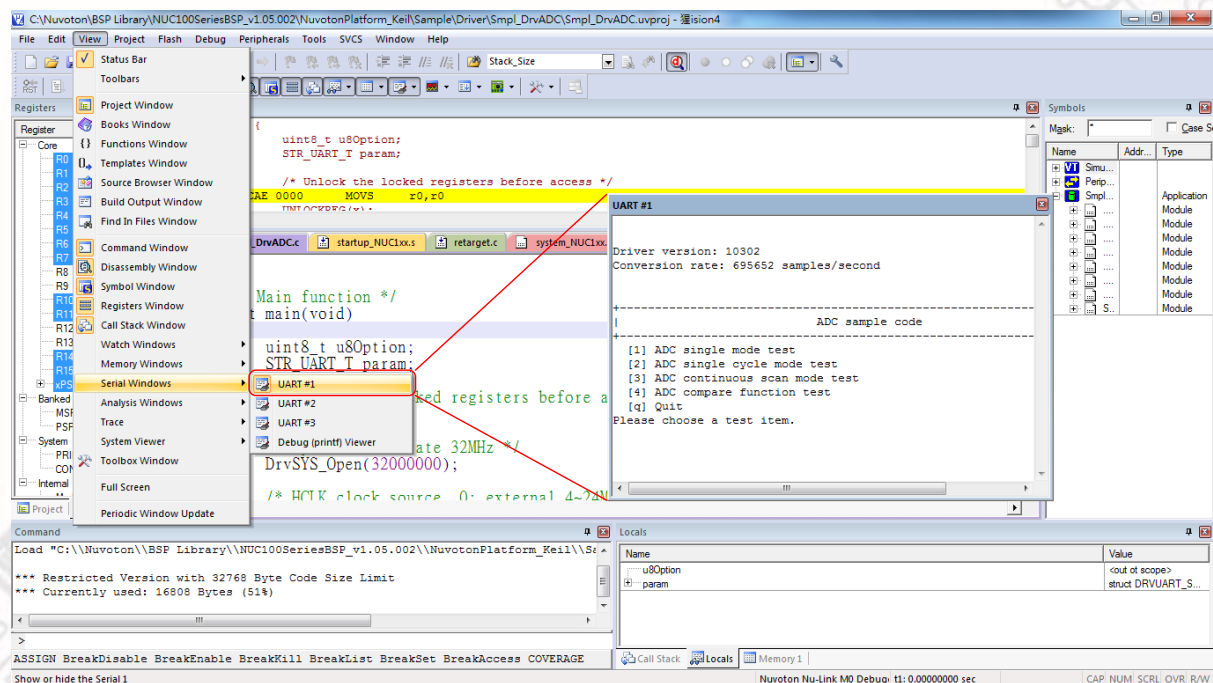 C:\Nuvoton\BSP Library\NUC100SeriesBSP_v1.05.002\NuvotonPlatform_Keil\Sample\Driver\Smpl_DrvADC\Smpl_DrvADC.uvproj - 猩ision4
File Edit View Project Flash Debug Peripherals Tools SVCS Window Help
Stack_Size
Status Bar
Toolbars
Project Window
Books Window
Functions Window
Templates Window
Source Browser Window
Build Output Window
Find In Files Window
Command Window
Disassembly Window
Symbol Window
Registers Window
Call Stack Window
Watch Windows
Memory Windows
Serial Windows
Analysis Windows
Trace
System Viewer
Toolbox Window
Full Screen
Periodic Window Update
UART #1
UART #2
UART #3
Debug (printf) Viewer
Registers
Register
Core
R0
R1
R2
R3
R4
R5
R6
R7
R8
R9
R10
R11
R12
R13
R14
R15
xPS
Banked
MSP
PSP
System
PRI
CON
Internal
Project
{
uint8_t u8Option;
STR_UART_T param;
/* Unlock the locked registers before access */
CAE 0000 MOVS r0,r0
UNLOCKREG(x);
_DrvADC.c startup_NUC1xx.s retarget.c system_NUC1xx.
Main function */
t main(void)
uint8_t u8Option;
STR_UART_T param;
ked registers before a
ate 32MHz */
DrvSYS_Open(32000000);
/* HCLK clock source. 0: external 4~24M
UART #1
Driver version: 10302
Conversion rate: 695652 samples/second
+----------------------------------------------------
| ADC sample code
+----------------------------------------------------
[1] ADC single mode test
[2] ADC single cycle mode test
[3] ADC continuous scan mode test
[4] ADC compare function test
[q] Quit
Please choose a test item.
Symbols
Mask: * Case S
Name Addr... Type
Simu...
Perip...
Smpl... Application
.... Module
.... Module
.... Module
.... Module
.... Module
.... Module
.... Module
S.. Module
Command
Load "C:\\Nuvoton\\BSP Library\\NUC100SeriesBSP_v1.05.002\\NuvotonPlatform_Keil\\Sa
*** Restricted Version with 32768 Byte Code Size Limit
*** Currently used: 16808 Bytes (51%)
>
ASSIGN BreakDisable BreakEnable BreakKill BreakList BreakSet BreakAccess COVERAGE
Locals
Name Value
u8Option <out of scope>
param struct DRVUART_S...
Call Stack Locals Memory 1
Show or hide the Serial 1 Nuvoton Nu-Link M0 Debug t1: 0.00000000 sec CAP NUM SCRL OVR R/W